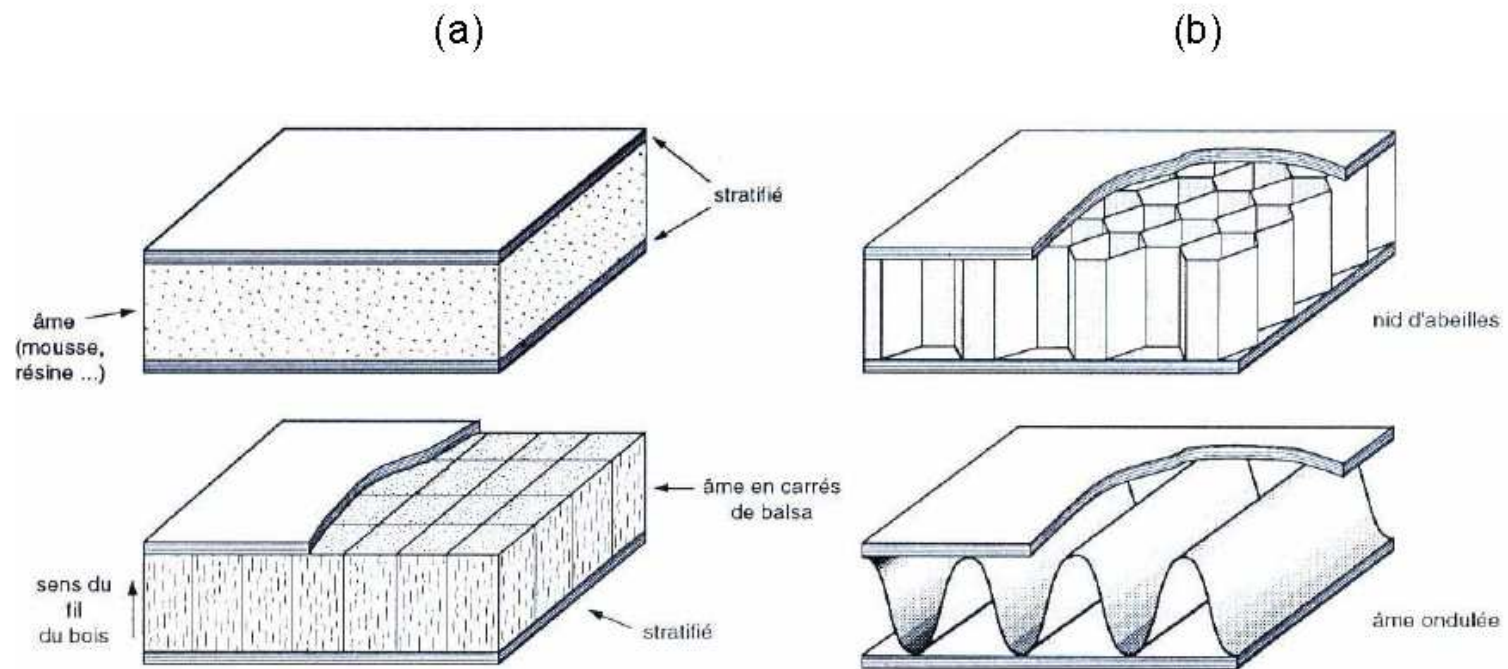 (a)
(b)
stratifié
âme
(mousse,
résine ...)
nid d'abeilles
âme en carrés
de balsa
sens du
fil
du bois
stratifié
âme ondulée